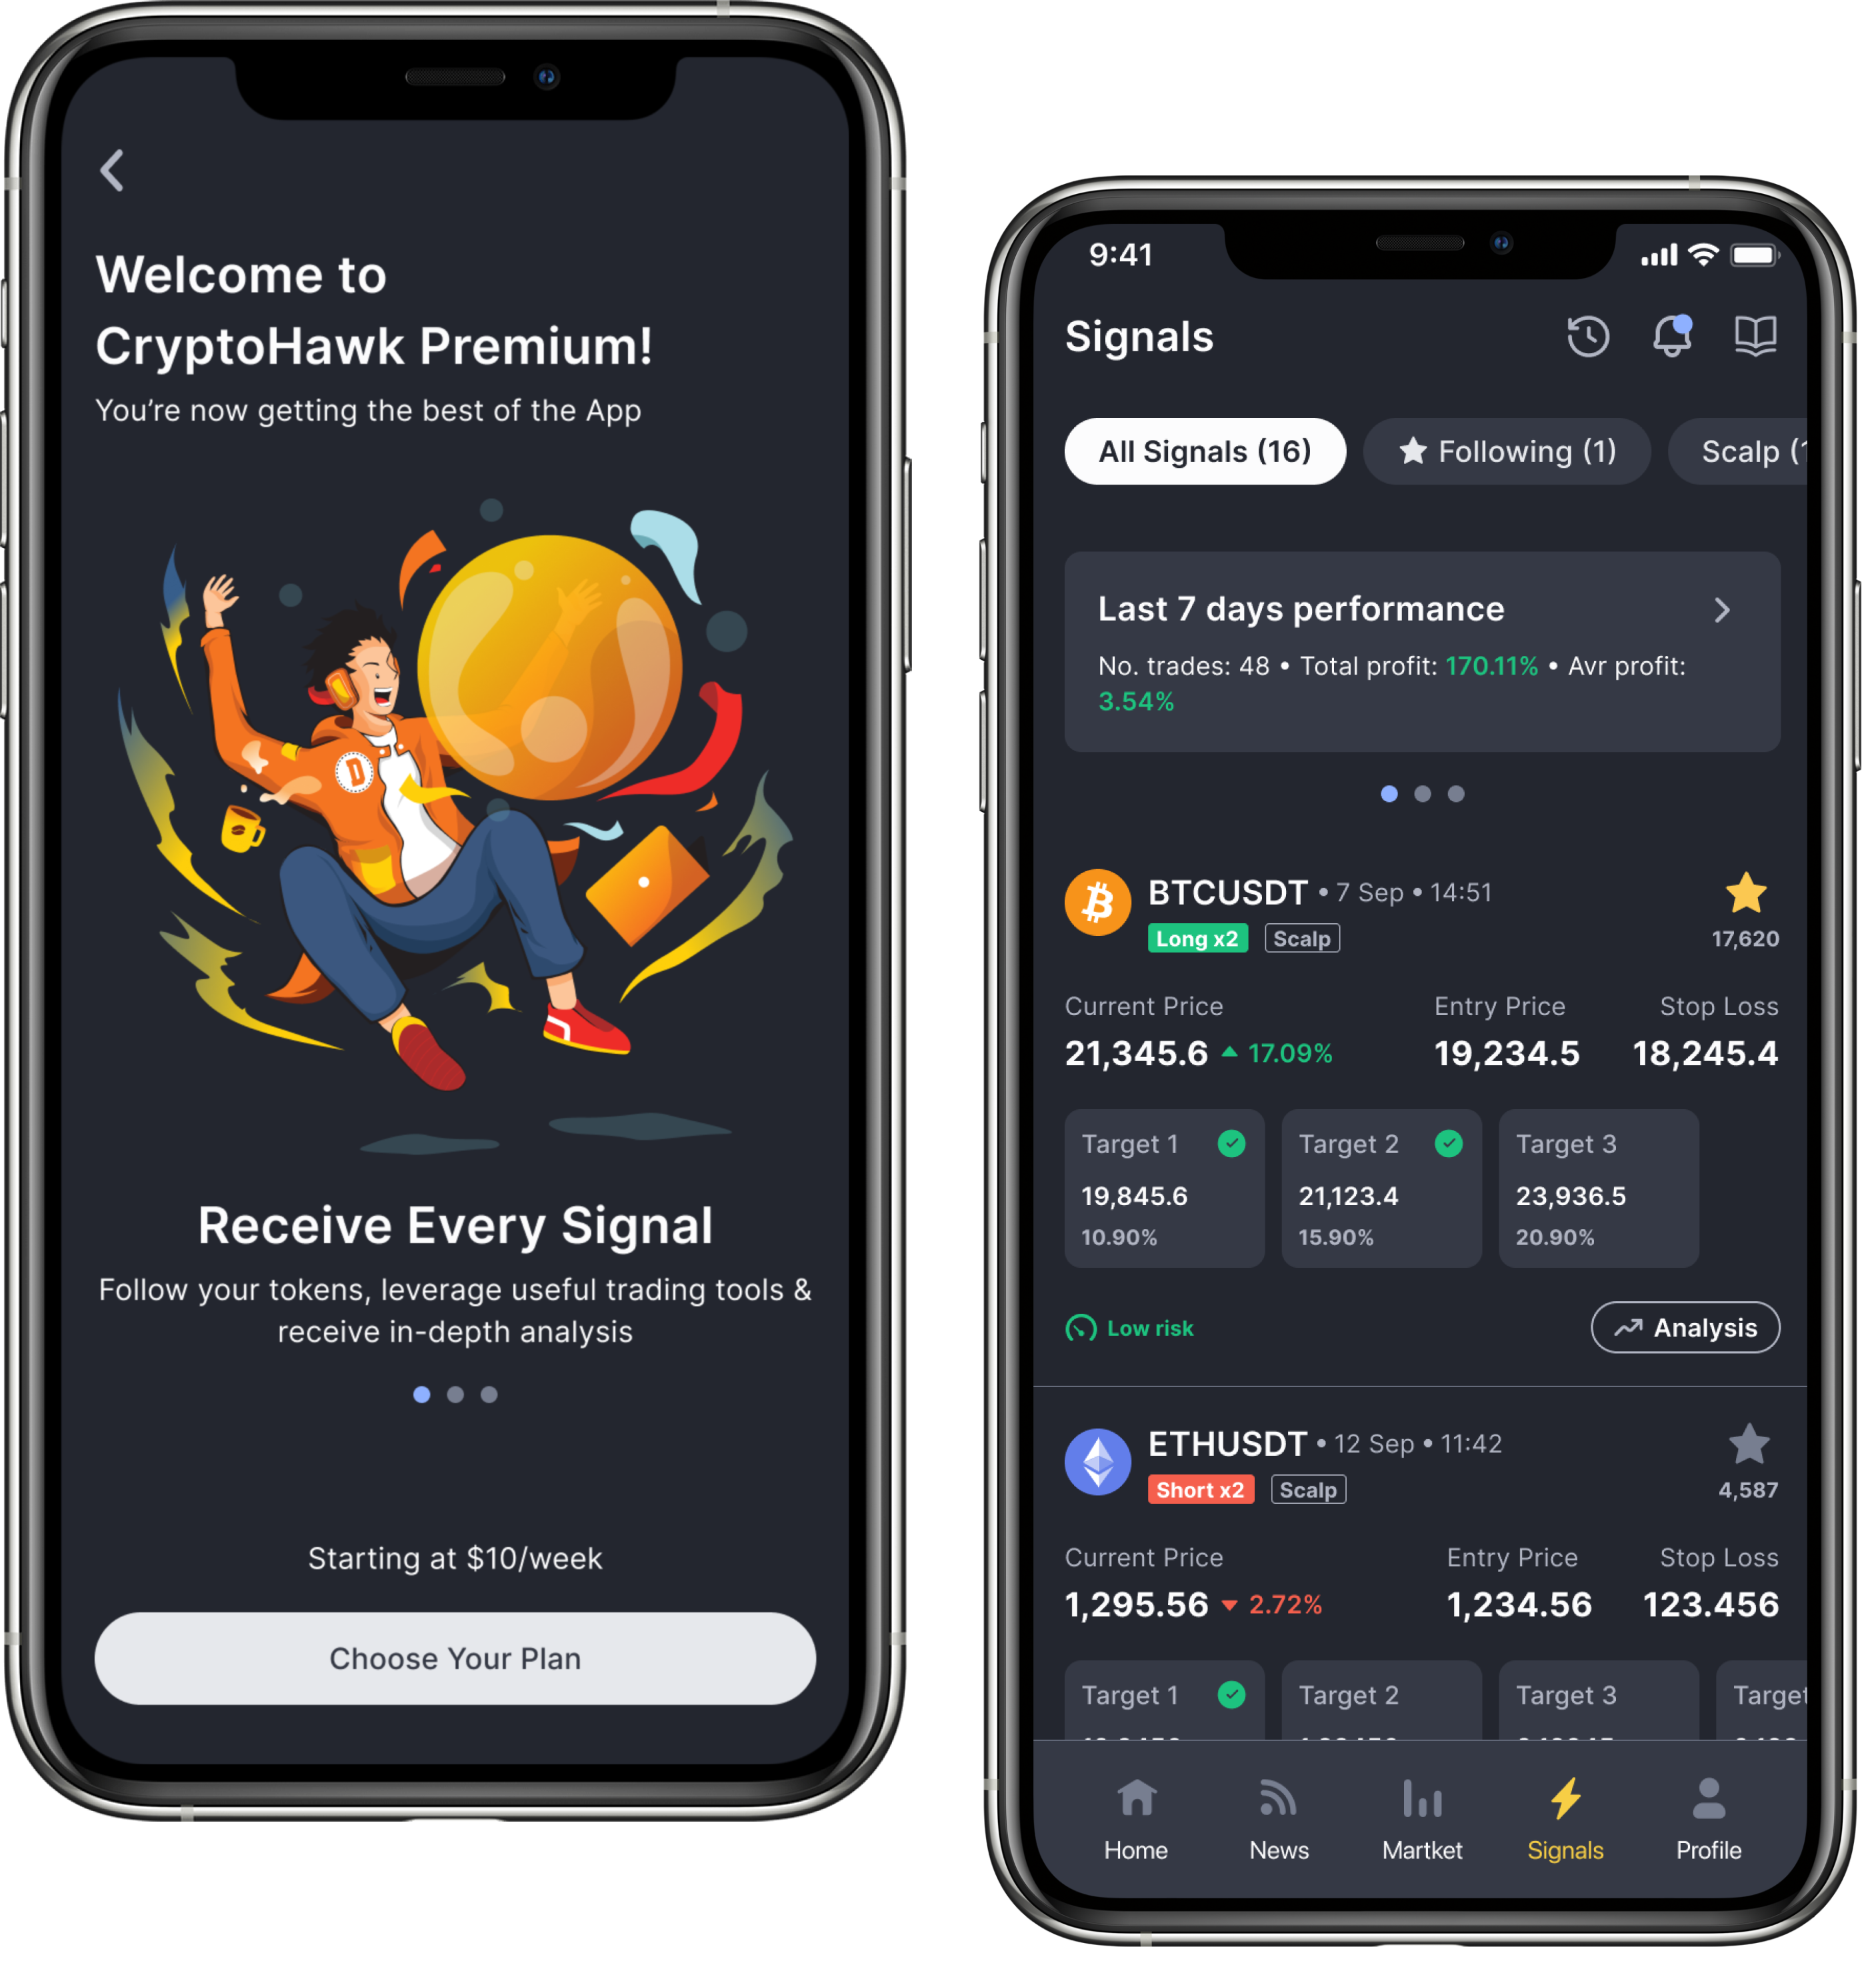 Welcome to
CryptoHawk Premium!
You're now getting the best of the App
Receive Every Signal
Follow your tokens, leverage useful trading tools &
receive in-depth analysis
Starting at $10/week
Choose Your Plan
9:41
Signals
All Signals (16)
Following (1)
Scalp
Last 7 days performance
No. trades: 48 • Total profit: 170.11% • Avr profit:
3.54%
BTCUSDT • 7 Sep • 14:51
Long x2 Scalp
17,620
Current Price Entry Price Stop Loss
21,345.6 17.09% 19,234.5 18,245.4
Target 1 Target 2 Target 3
19,845.6 21,123.4 23,936.5
10.90% 15.90% 20.90%
Low risk Analysis
ETHUSDT • 12 Sep • 11:42
Short x2 Scalp
4,587
Current Price Entry Price Stop Loss
1,295.56 2.72% 1,234.56 123.456
Target 1 Target 2 Target 3 Target
Home News Martket Signals Profile